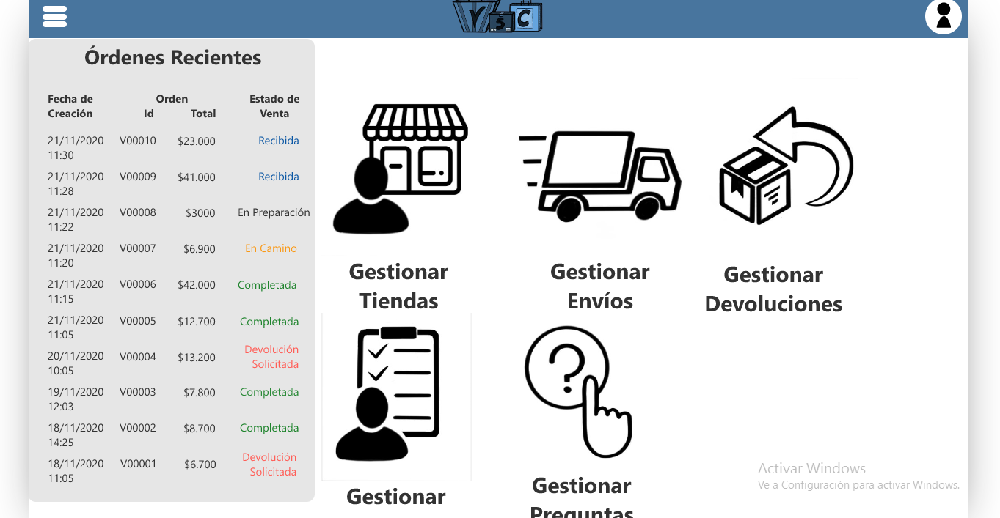 YSC
Órdenes Recientes
Fecha de Creación
Orden
Id
Total
Estado de Venta
21/11/2020 11:30 V00010 $23.000 Recibida
21/11/2020 11:28 V00009 $41.000 Recibida
21/11/2020 11:22 V00008 $3000 En Preparación
21/11/2020 11:20 V00007 $6.900 En Camino
21/11/2020 11:15 V00006 $42.000 Completada
21/11/2020 11:05 V00005 $12.700 Completada
20/11/2020 10:05 V00004 $13.200 Devolución Solicitada
19/11/2020 12:03 V00003 $7.800 Completada
18/11/2020 14:25 V00002 $8.700 Completada
18/11/2020 11:05 V00001 $6.700 Devolución Solicitada
Gestionar
Tiendas
Gestionar
Envíos
Gestionar
Devoluciones
Gestionar
Gestionar
Preguntas
Activar Windows
Ve a Configuración para activar Windows.